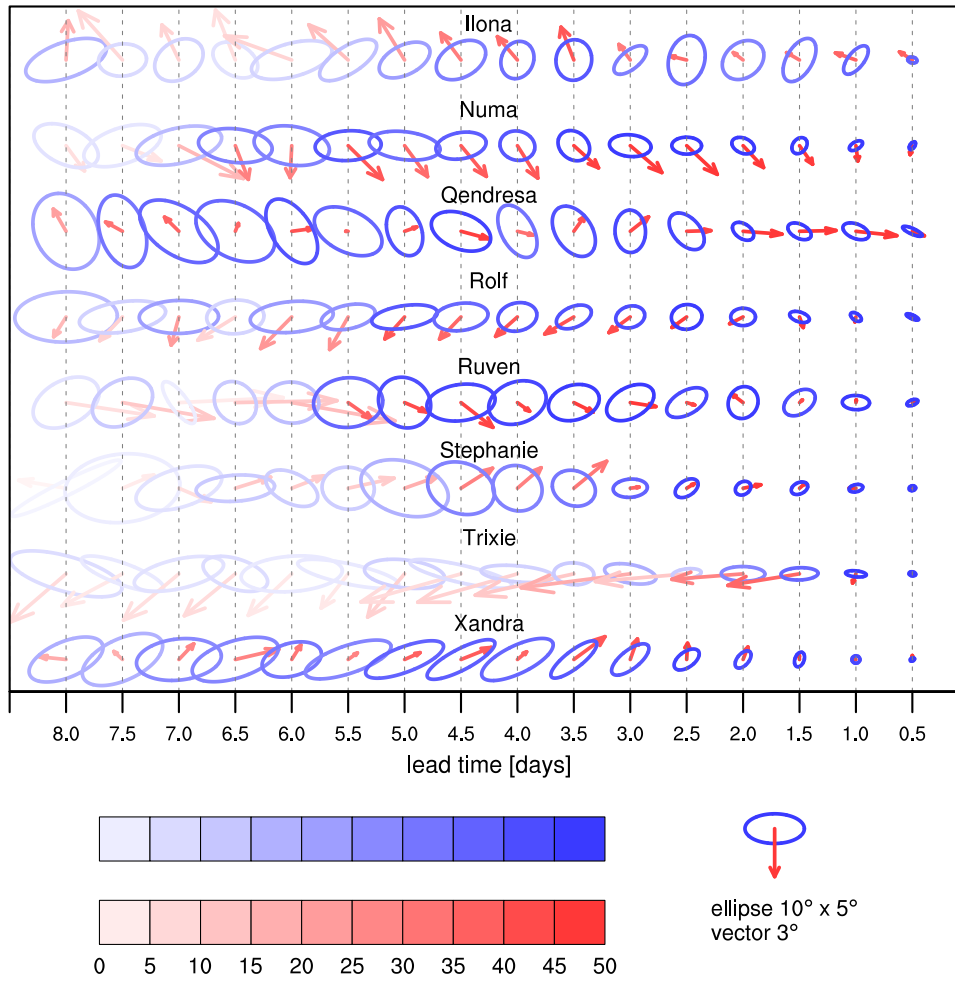 Ilona
Numa
Qendresa
Rolf
Ruven
Stephanie
Trixie
Xandra
8.0 7.5 7.0 6.5 6.0 5.5 5.0 4.5 4.0 3.5 3.0 2.5 2.0 1.5 1.0 0.5
lead time [days]
ellipse 10° x 5°
vector 3°
0 5 10 15 20 25 30 35 40 45 50